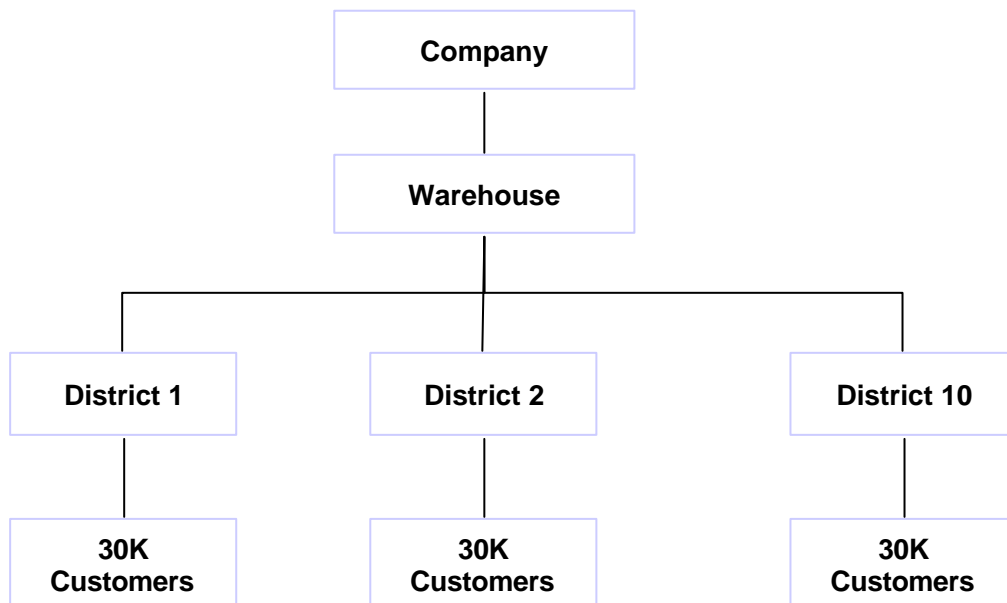 Company
Warehouse
District 1
District 2
District 10
30K
Customers
30K
Customers
30K
Customers